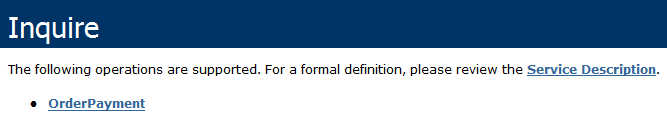 Inquire
The following operations are supported. For a formal definition, please review the Service Description.
OrderPayment